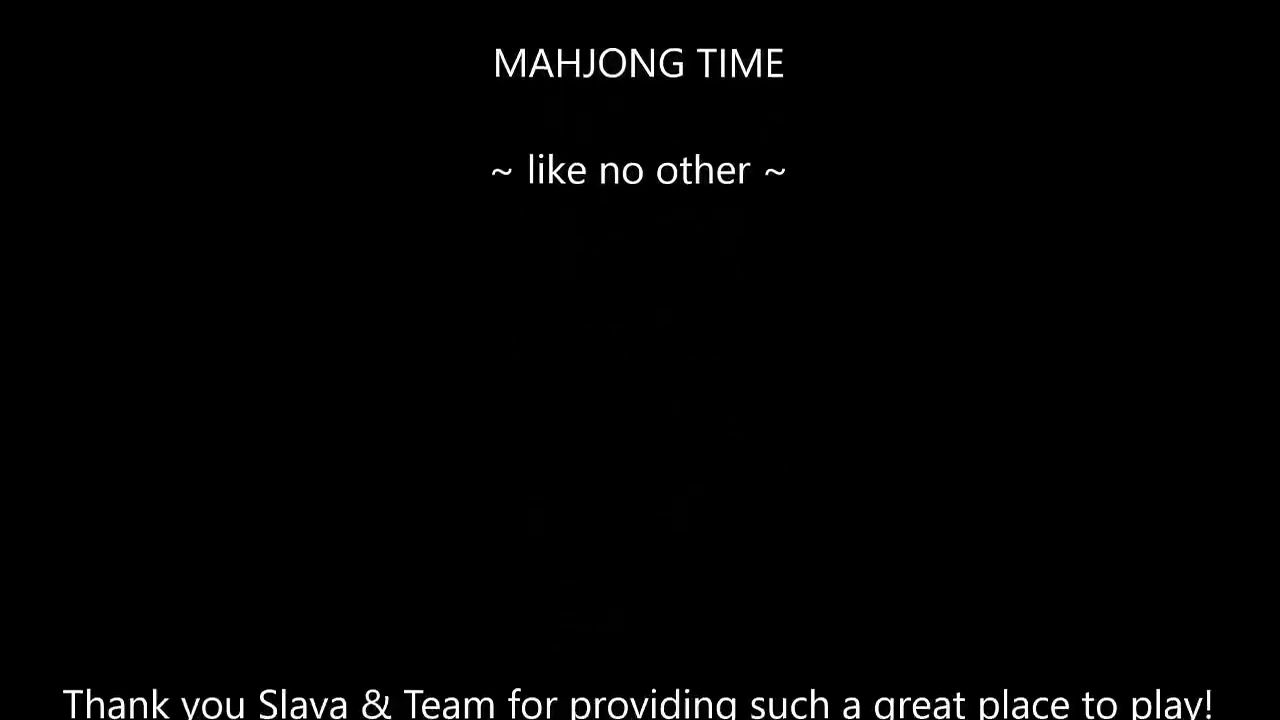 MAHJONG TIME
~ like no other ~
Thank you Slava & Team for providing such a great place to play!